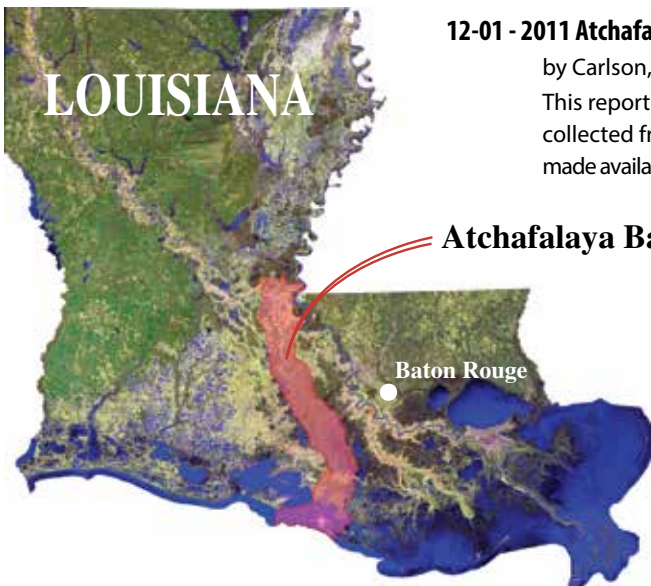 12-01 - 2011 Atchafa
by Carlson,
This report
collected fr
made availa
LOUISIANA
Atchafalaya Ba
Baton Rouge